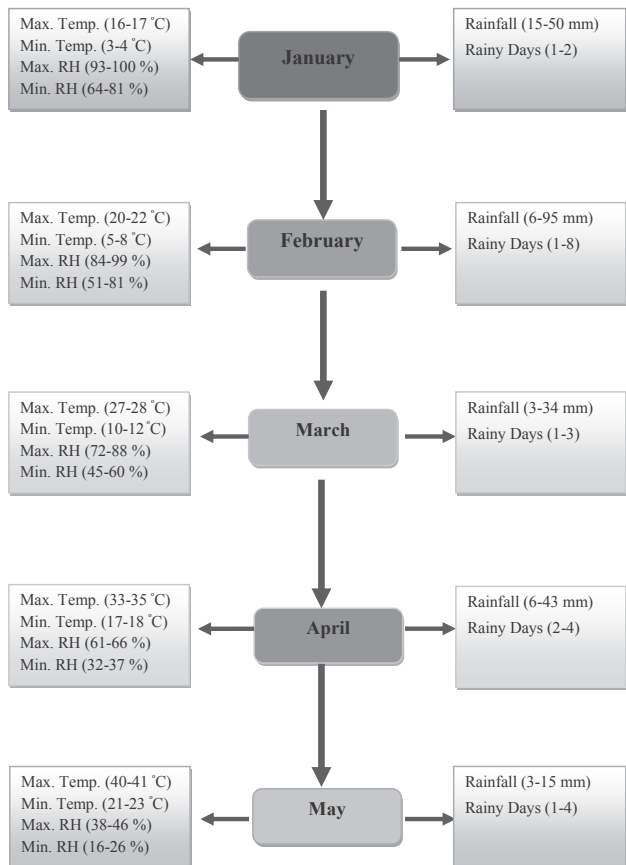 Max. Temp. (16-17 ˚C)
Min. Temp. (3-4 ˚C)
Max. RH (93-100 %)
Min. RH (64-81 %)
January
Rainfall (15-50 mm)
Rainy Days (1-2)
Max. Temp. (20-22 ˚C)
Min. Temp. (5-8 ˚C)
Max. RH (84-99 %)
Min. RH (51-81 %)
February
Rainfall (6-95 mm)
Rainy Days (1-8)
Max. Temp. (27-28 ˚C)
Min. Temp. (10-12˚C)
Max. RH (72-88 %)
Min. RH (45-60 %)
March
Rainfall (3-34 mm)
Rainy Days (1-3)
Max. Temp. (33-35 ˚C)
Min. Temp. (17-18 ˚C)
Max. RH (61-66 %)
Min. RH (32-37 %)
April
Rainfall (6-43 mm)
Rainy Days (2-4)
Max. Temp. (40-41 ˚C)
Min. Temp. (21-23 ˚C)
Max. RH (38-46 %)
Min. RH (16-26 %)
May
Rainfall (3-15 mm)
Rainy Days (1-4)